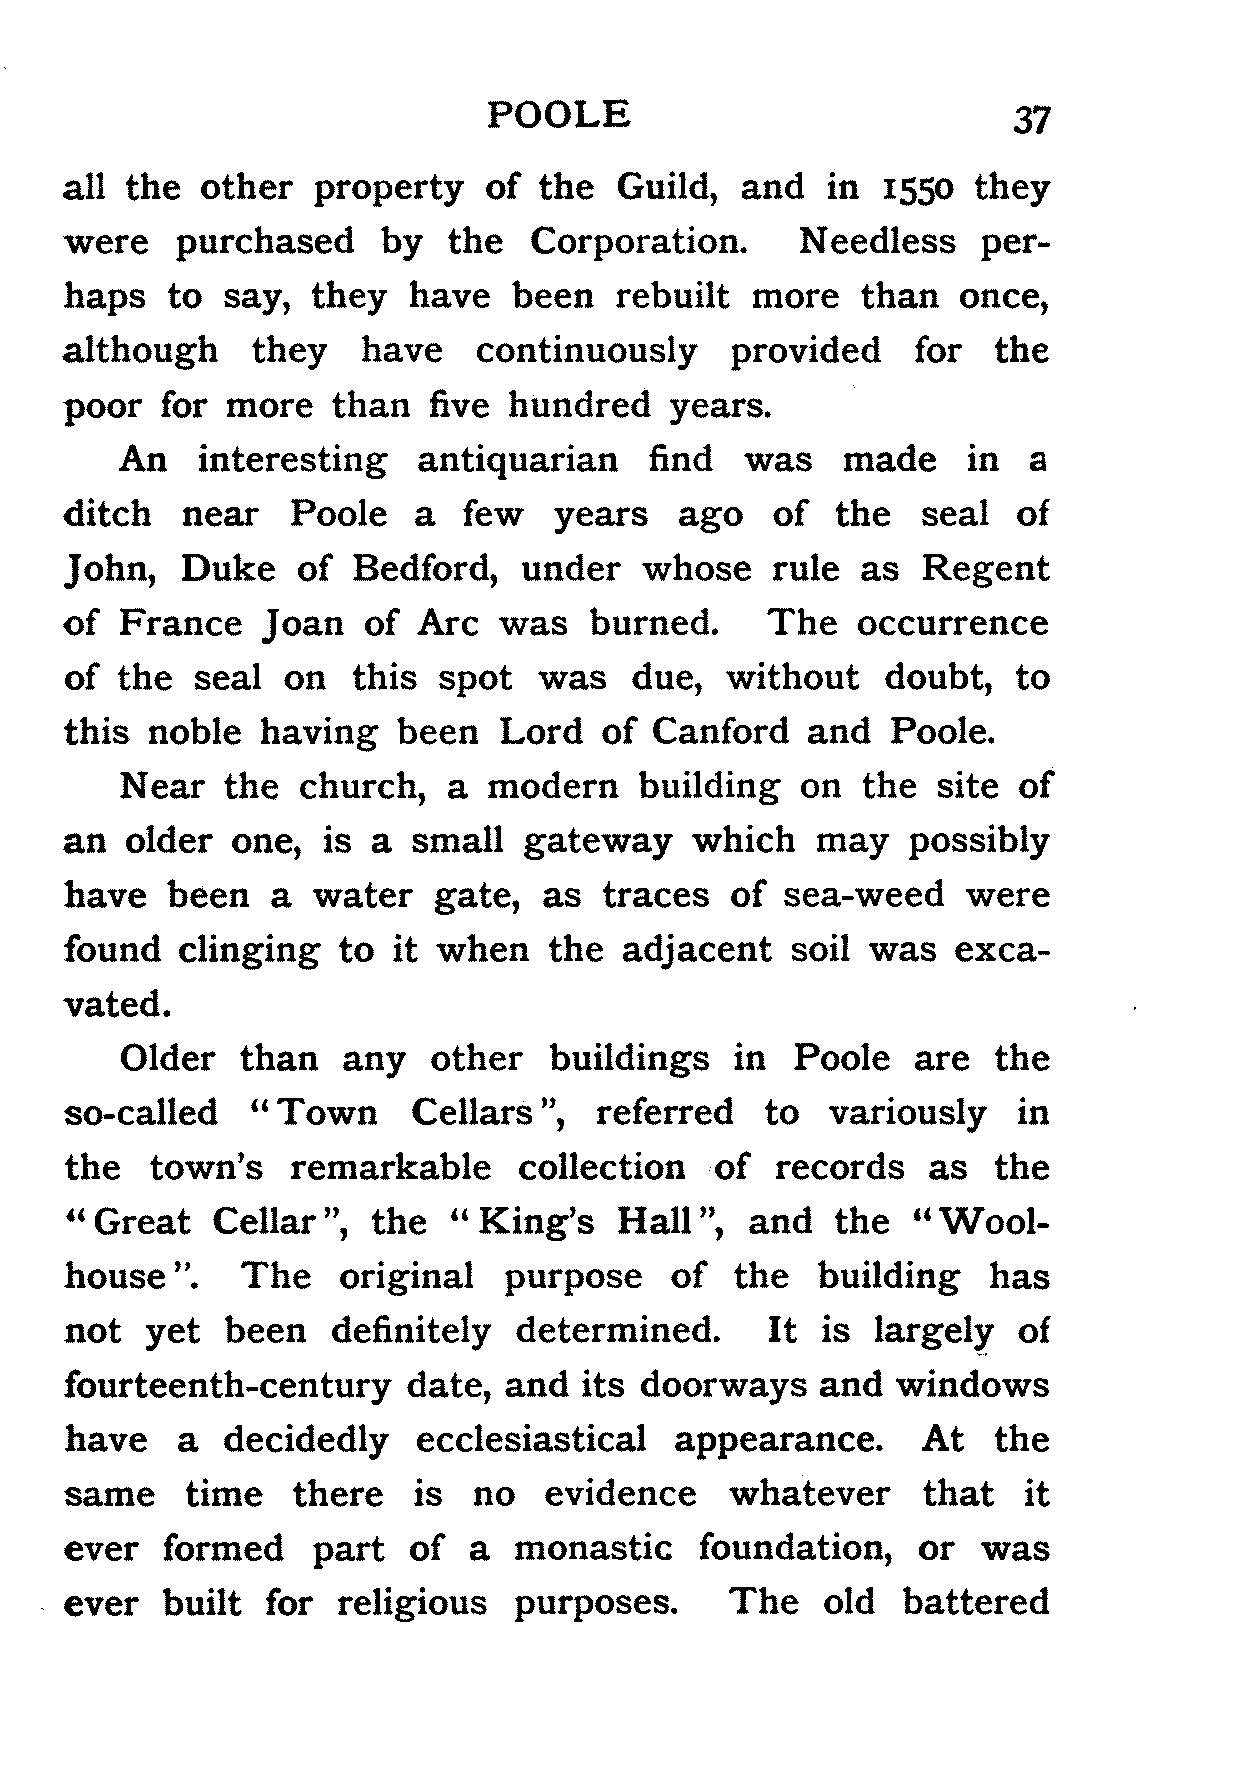 POOLE 37
all the other property of the Guild, and in 1550 they
were purchased by the Corporation. Needless per-
haps to say, they have been rebuilt more than once,
although they have continuously provided for the
poor for more than five hundred years.
An interesting antiquarian find was made in a
ditch near Poole a few years ago of the seal of
John, Duke of Bedford, under whose rule as Regent
of France Joan of Arc was burned. The occurrence
of the seal on this spot was due, without doubt, to
this noble having been Lord of Canford and Poole.
Near the church, a modern building on the site of
an older one, is a small gateway which may possibly
have been a water gate, as traces of sea-weed were
found clinging to it when the adjacent soil was exca-
vated.
Older than any other buildings in Poole are the
so-called “Town Cellars”, referred to variously in
the town’s remarkable collection of records as the
“Great Cellar”, the “King’s Hall”, and the “Wool-
house”. The original purpose of the building has
not yet been definitely determined. It is largely of
fourteenth-century date, and its doorways and windows
have a decidedly ecclesiastical appearance. At the
same time there is no evidence whatever that it
ever formed part of a monastic foundation, or was
ever built for religious purposes. The old battered